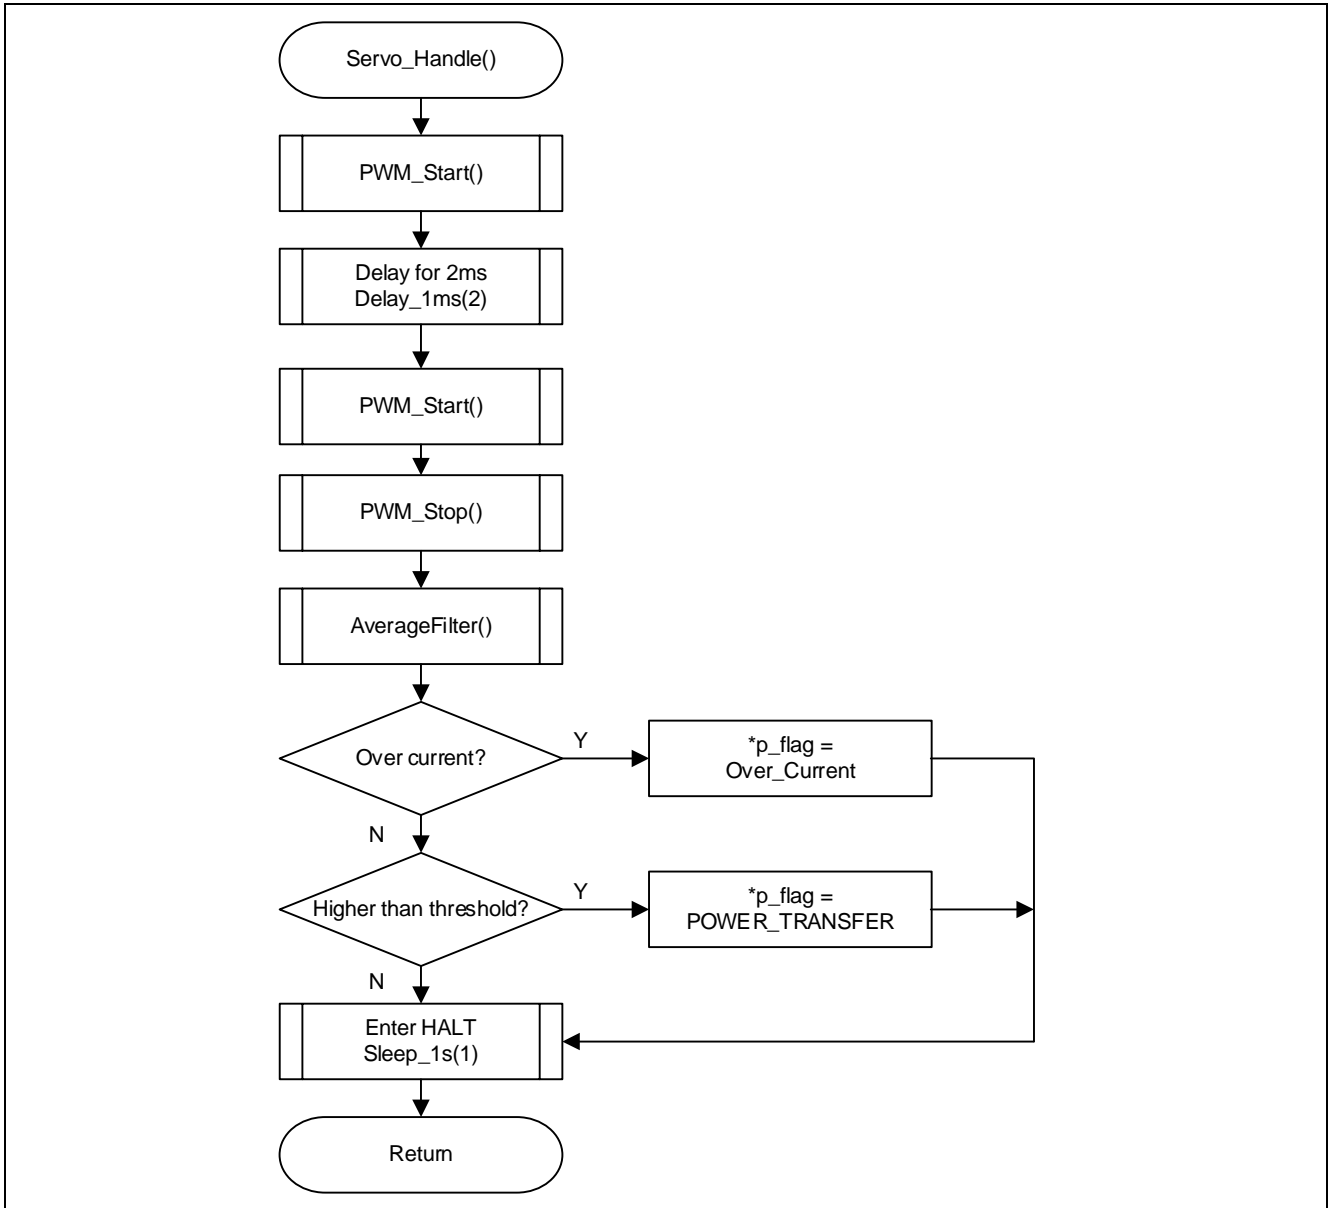 Servo_Handle()
PWM_Start()
Delay for 2ms
Delay_1ms(2)
PWM_Start()
PWM_Stop()
AverageFilter()
Over current?
Y
*p_flag =
Over_Current
N
Higher than threshold?
Y
*p_flag =
POWER_TRANSFER
N
Enter HALT
Sleep_1s(1)
Return